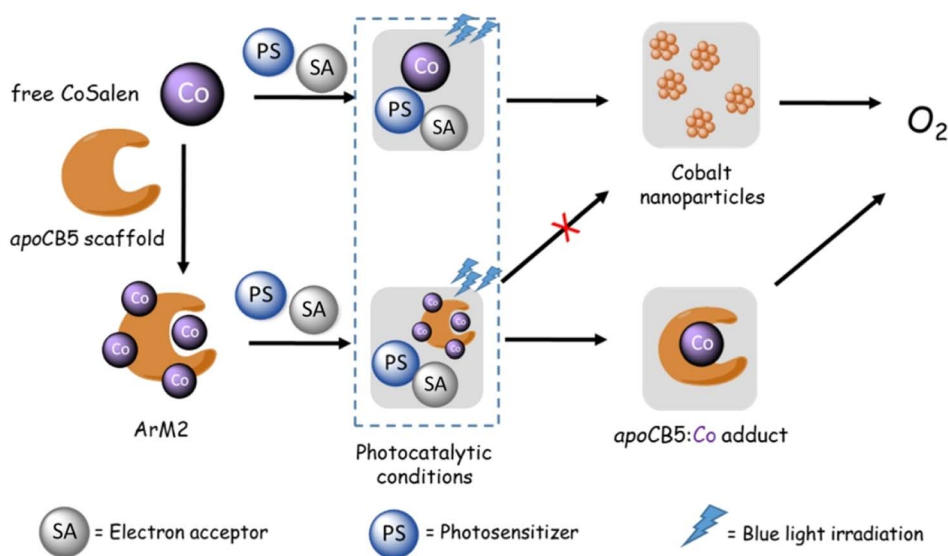 free CoSalen
Co
PS
SA
Co
PS
SA
Cobalt
nanoparticles
O2
apoCB5 scaffold
Co
Co
Co
Co
ArM2
PS
SA
Co
Co
Co
Co
PS
SA
Photocatalytic
conditions
Co
apoCB5:Co adduct
SA = Electron acceptor
PS = Photosensitizer
= Blue light irradiation